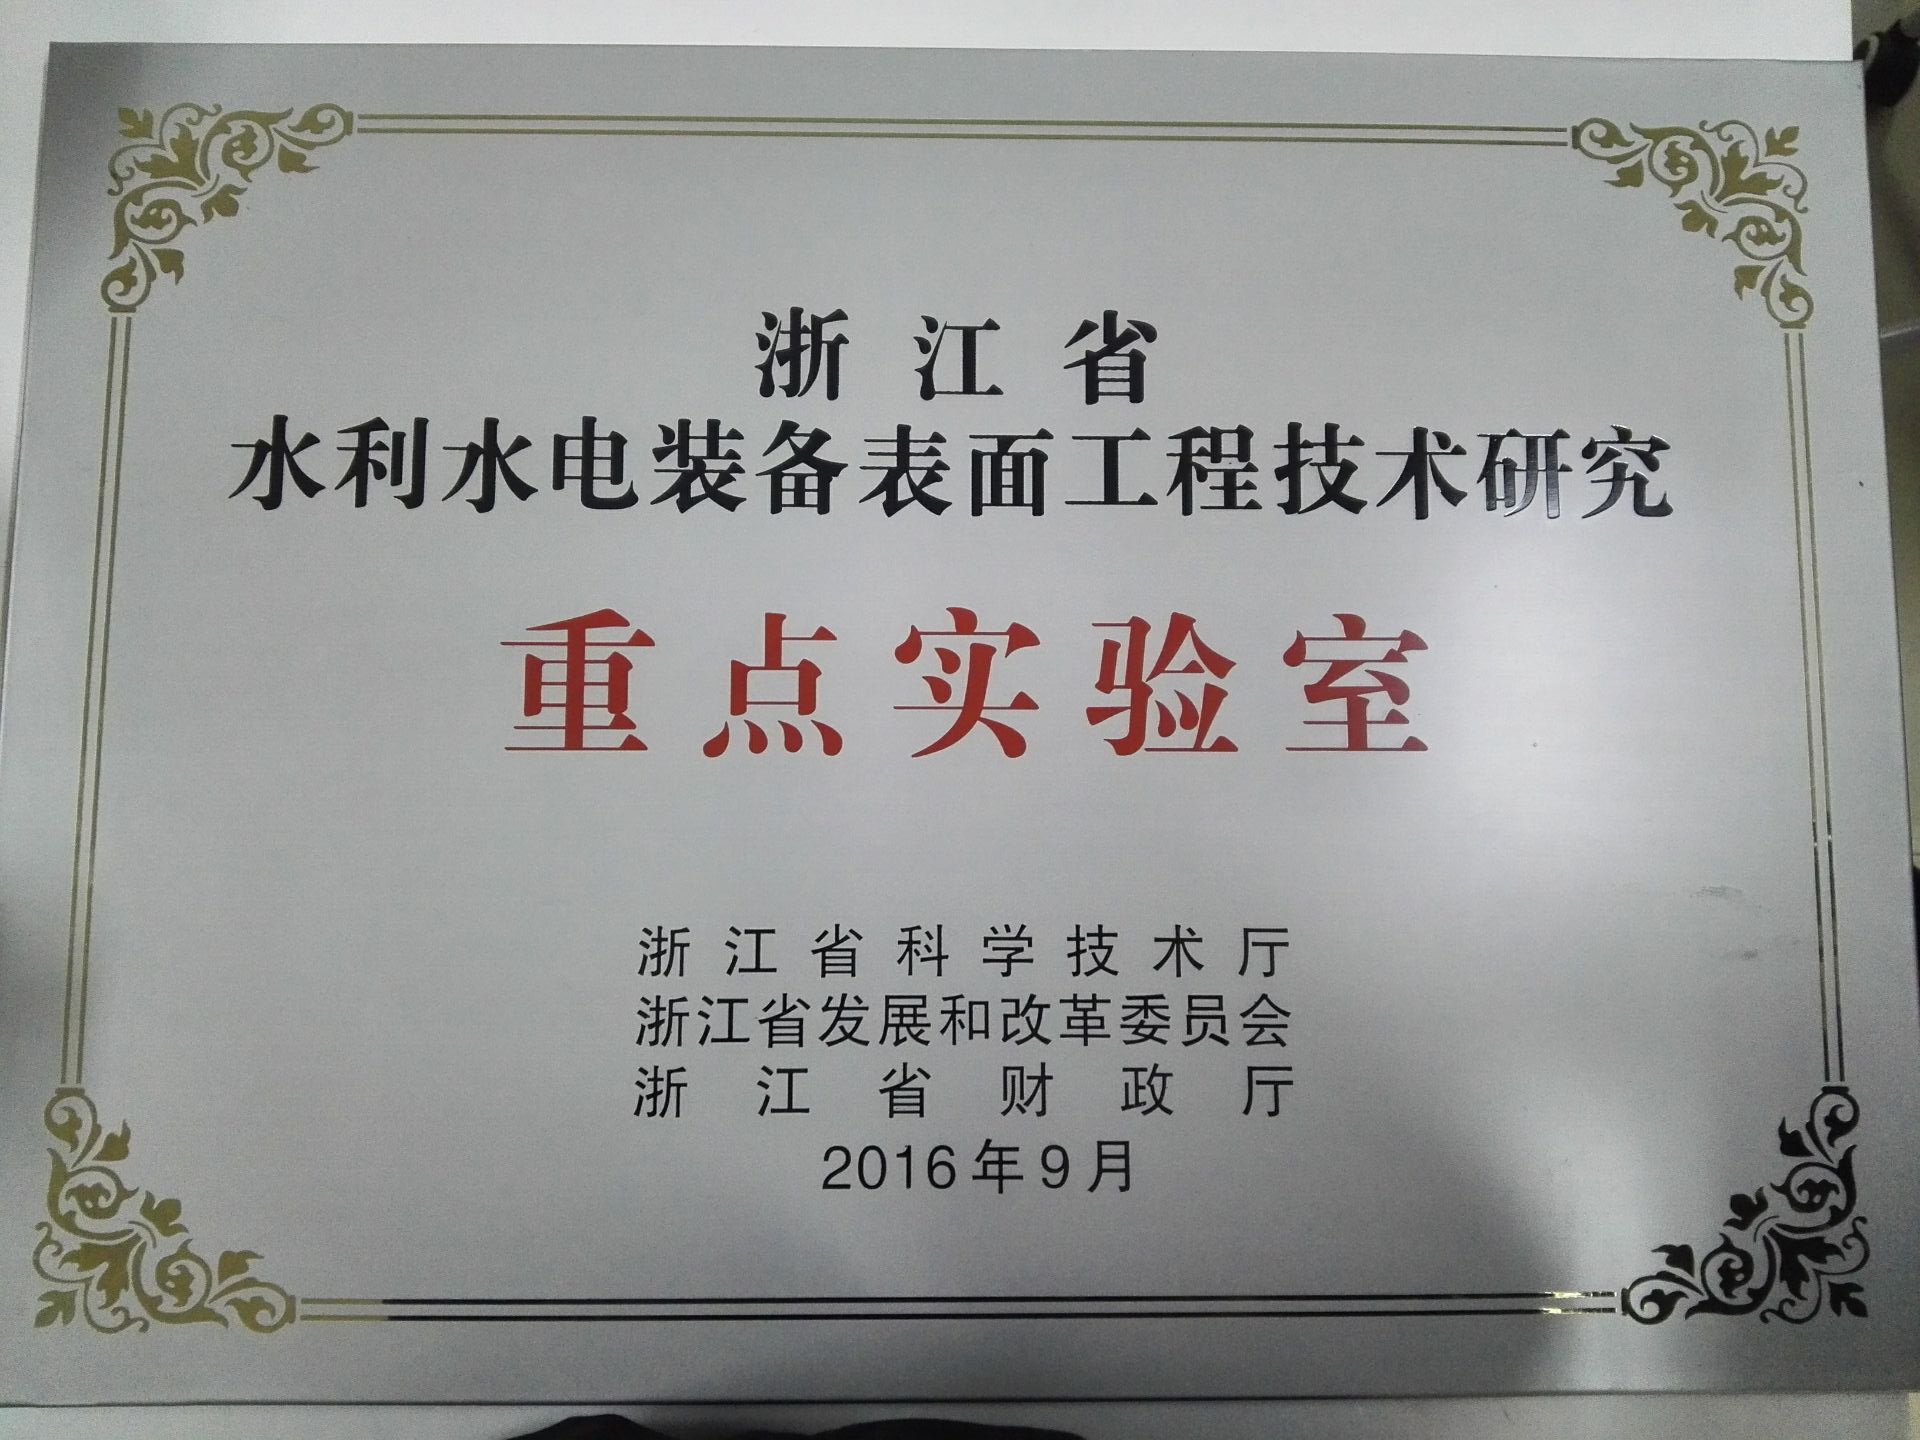 浙江省
水利水电装备表面工程技术研究
重点实验室
浙江省科学技术厅
浙江省发展和改革委员会
浙江省财政厅
2016年9月